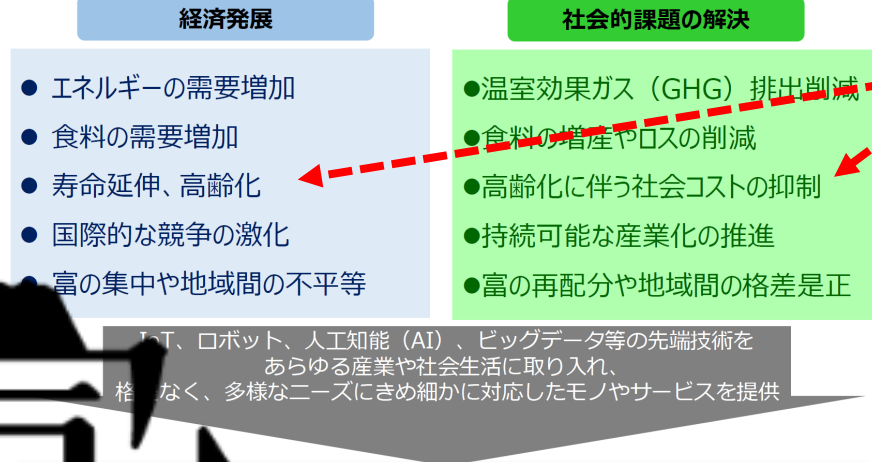 経済発展
● エネルギーの需要増加
● 食料の需要増加
● 寿命延伸、高齢化
● 国際的な競争の激化
富の集中や地域間の不平等
社会的課題の解決
●温室効果ガス（GHG）排出削減
●食料の増産やロスの削減
●高齢化に伴う社会コストの抑制
●持続可能な産業化の推進
●富の再配分や地域間の格差是正
IoT、ロボット、人工知能（AI）、ビッグデータ等の先端技術を
あらゆる産業や社会生活に取り入れ、
格 なく、多様なニーズにきめ細かに対応したモノやサービスを提供